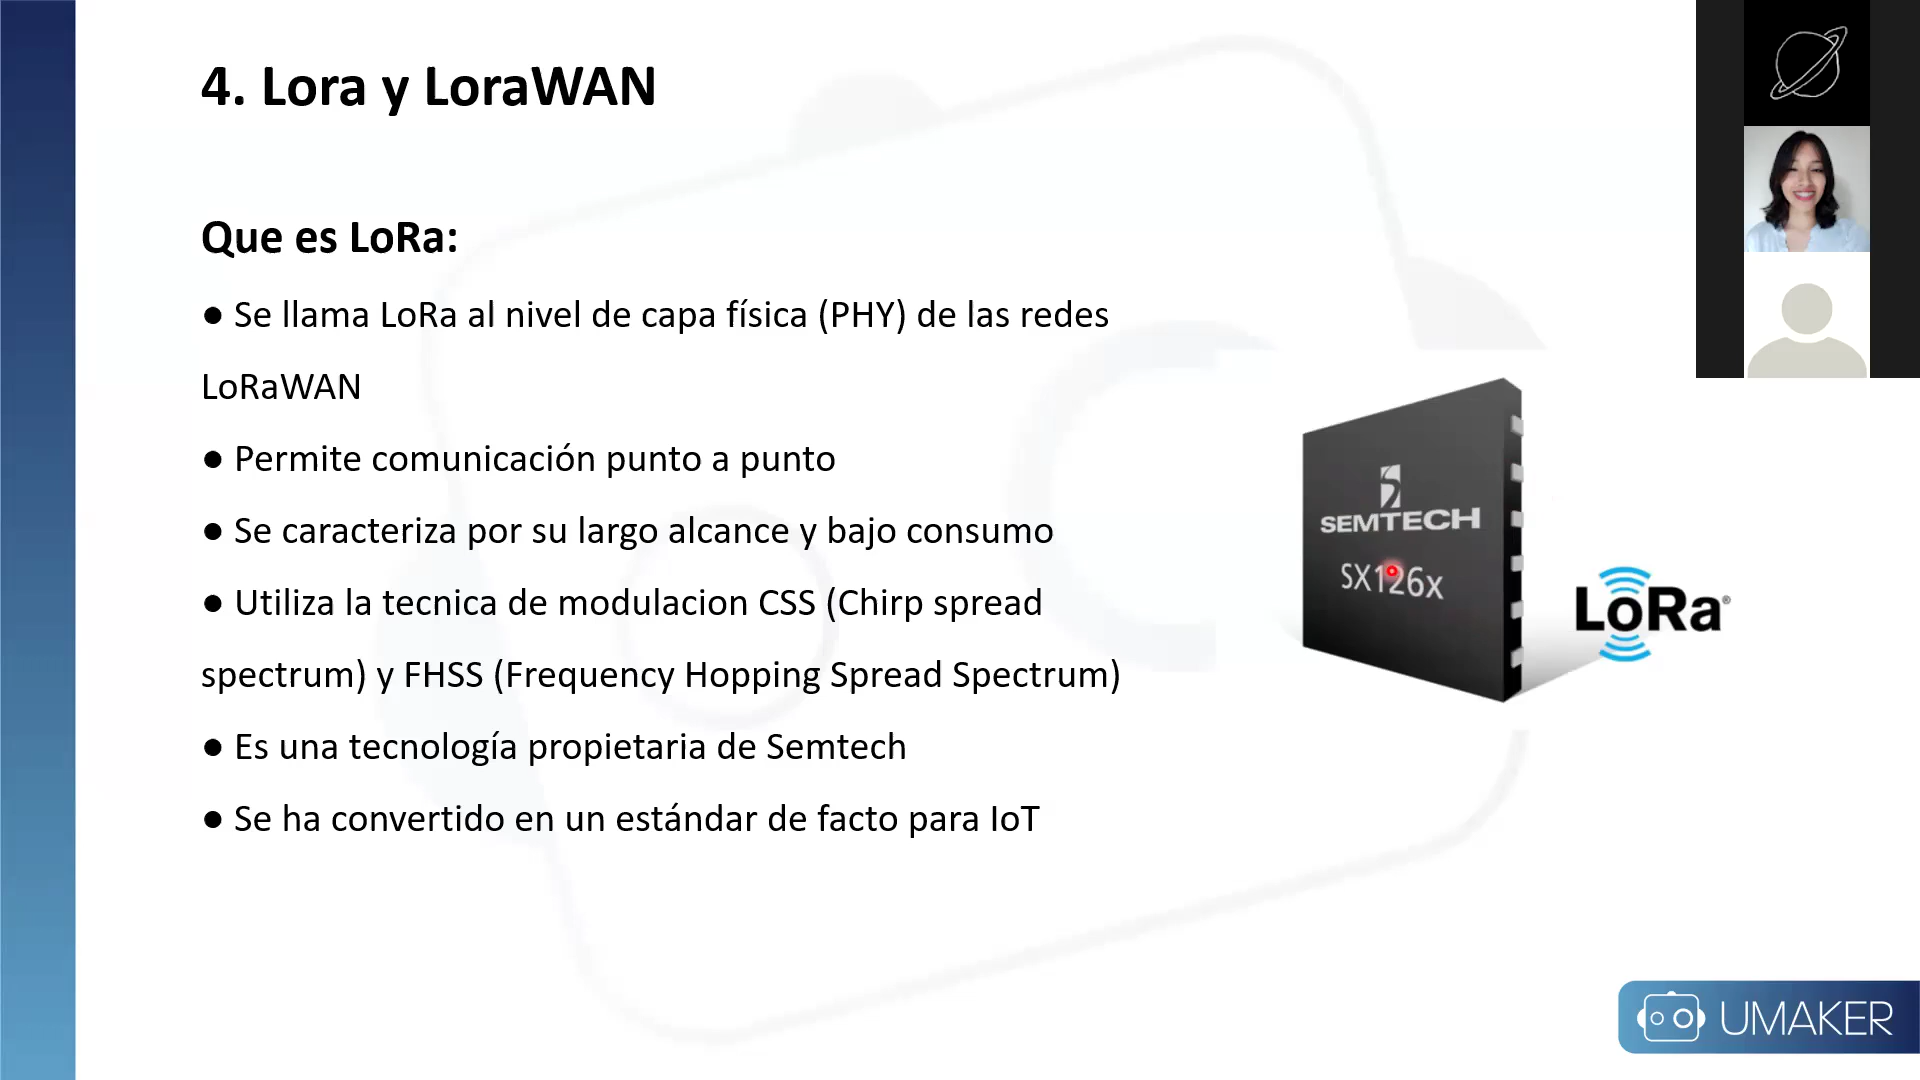 4. Lora y LoraWAN
Que es LoRa:
● Se llama LoRa al nivel de capa física (PHY) de las redes
LoRaWAN
● Permite comunicación punto a punto
● Se caracteriza por su largo alcance y bajo consumo
● Utiliza la tecnica de modulacion CSS (Chirp spread
spectrum) y FHSS (Frequency Hopping Spread Spectrum)
● Es una tecnología propietaria de Semtech
● Se ha convertido en un estándar de facto para IoT
SEMTECH
SX126x
LoRa®
UMAKER